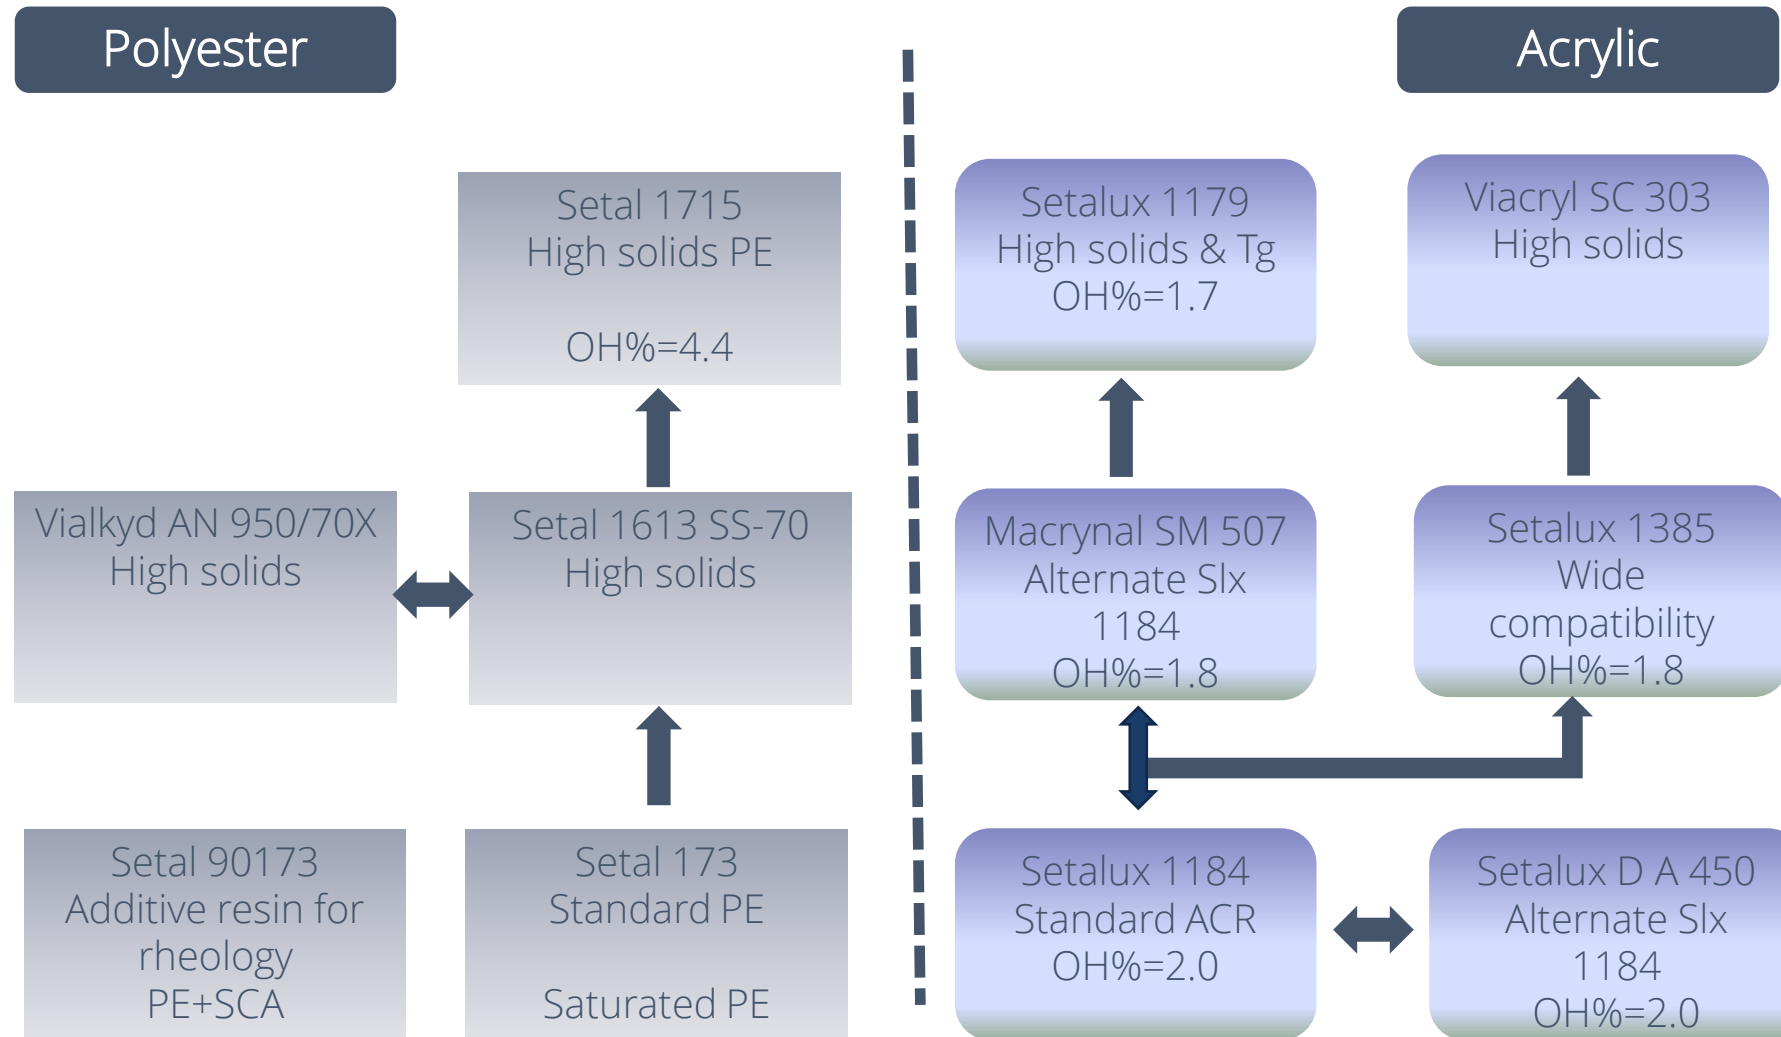 Polyester
Acrylic
Setal 1715
High solids PE
OH%=4.4
Setalux 1179
High solids & Tg
OH%=1.7
Viacryl SC 303
High solids
Vialkyd AN 950/70X
High solids
Setal 1613 SS-70
High solids
Macrynal SM 507
Alternate Slx
1184
OH%=1.8
Setalux 1385
Wide
compatibility
OH%=1.8
Setal 90173
Additive resin for
rheology
PE+SCA
Setal 173
Standard PE
Saturated PE
Setalux 1184
Standard ACR
OH%=2.0
Setalux D A 450
Alternate Slx
1184
OH%=2.0